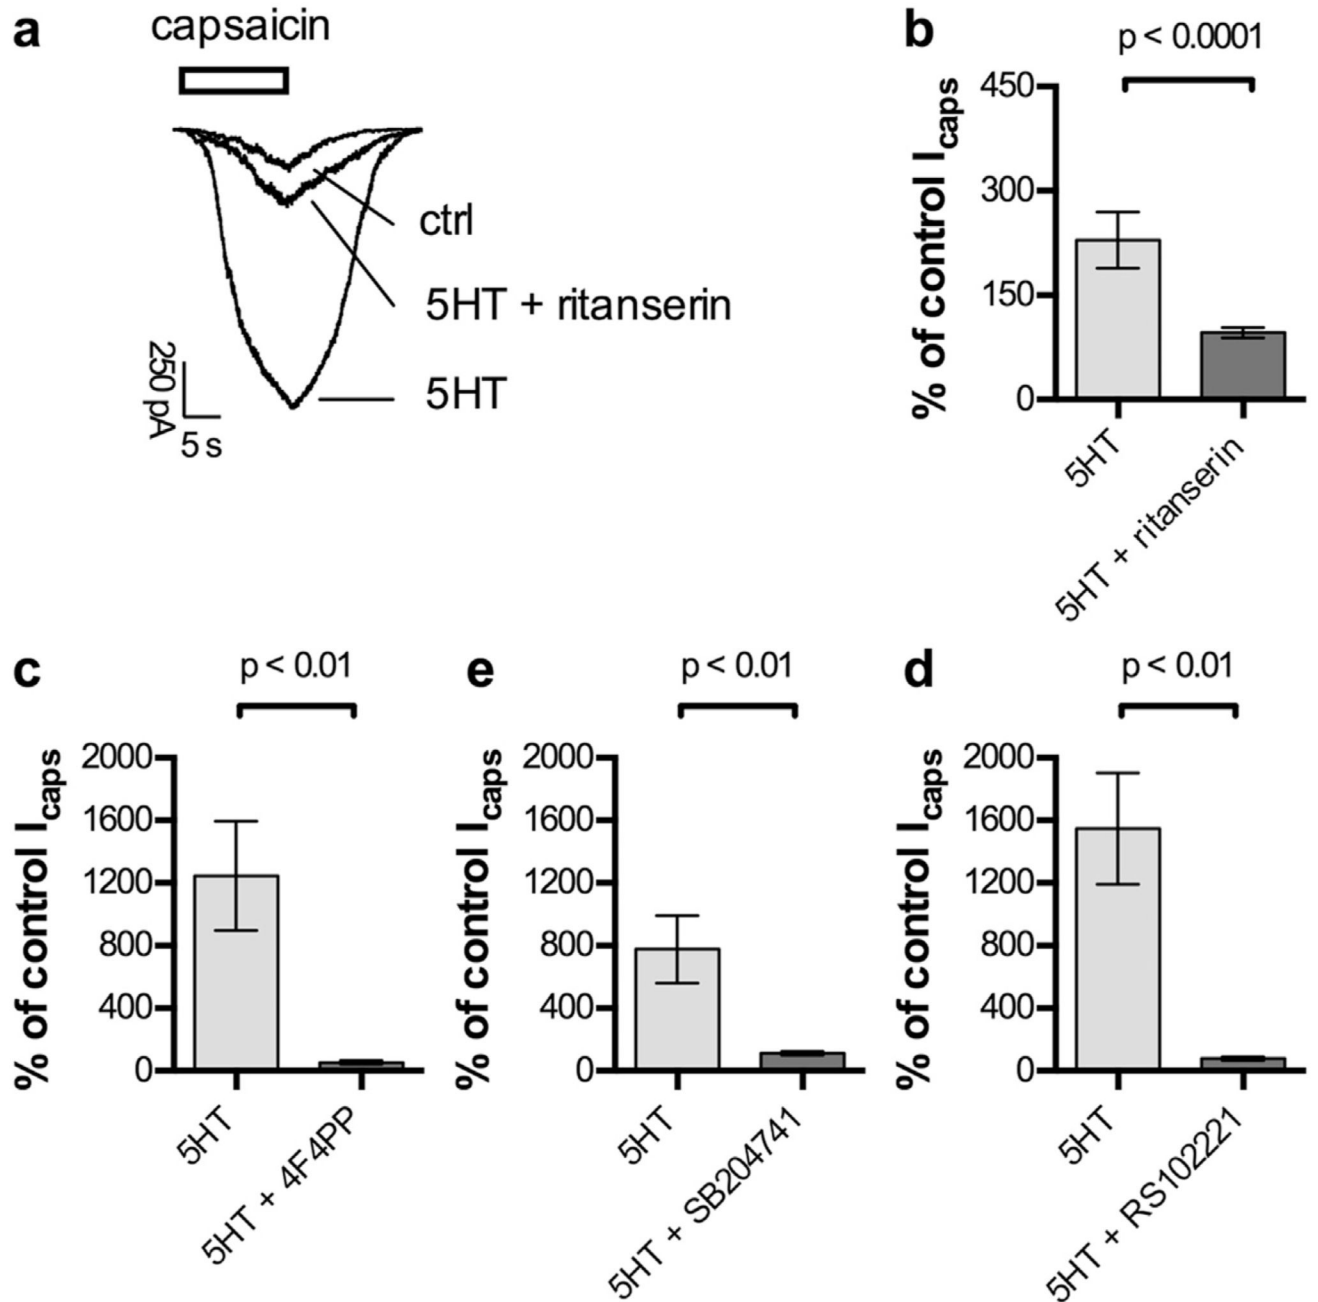 a
capsaicin
ctrl
5HT + ritanserin
5HT
250 pA
5 s
b
p < 0.0001
% of control Icaps
450
300
150
0
5HT
5HT + ritanserin
c
p < 0.01
% of control Icaps
2000
1600
1200
800
400
0
5HT
5HT + 4F4PP
e
p < 0.01
% of control Icaps
2000
1600
1200
800
400
0
5HT
5HT + SB204741
d
p < 0.01
% of control Icaps
2000
1600
1200
800
400
0
5HT
5HT + RS102221